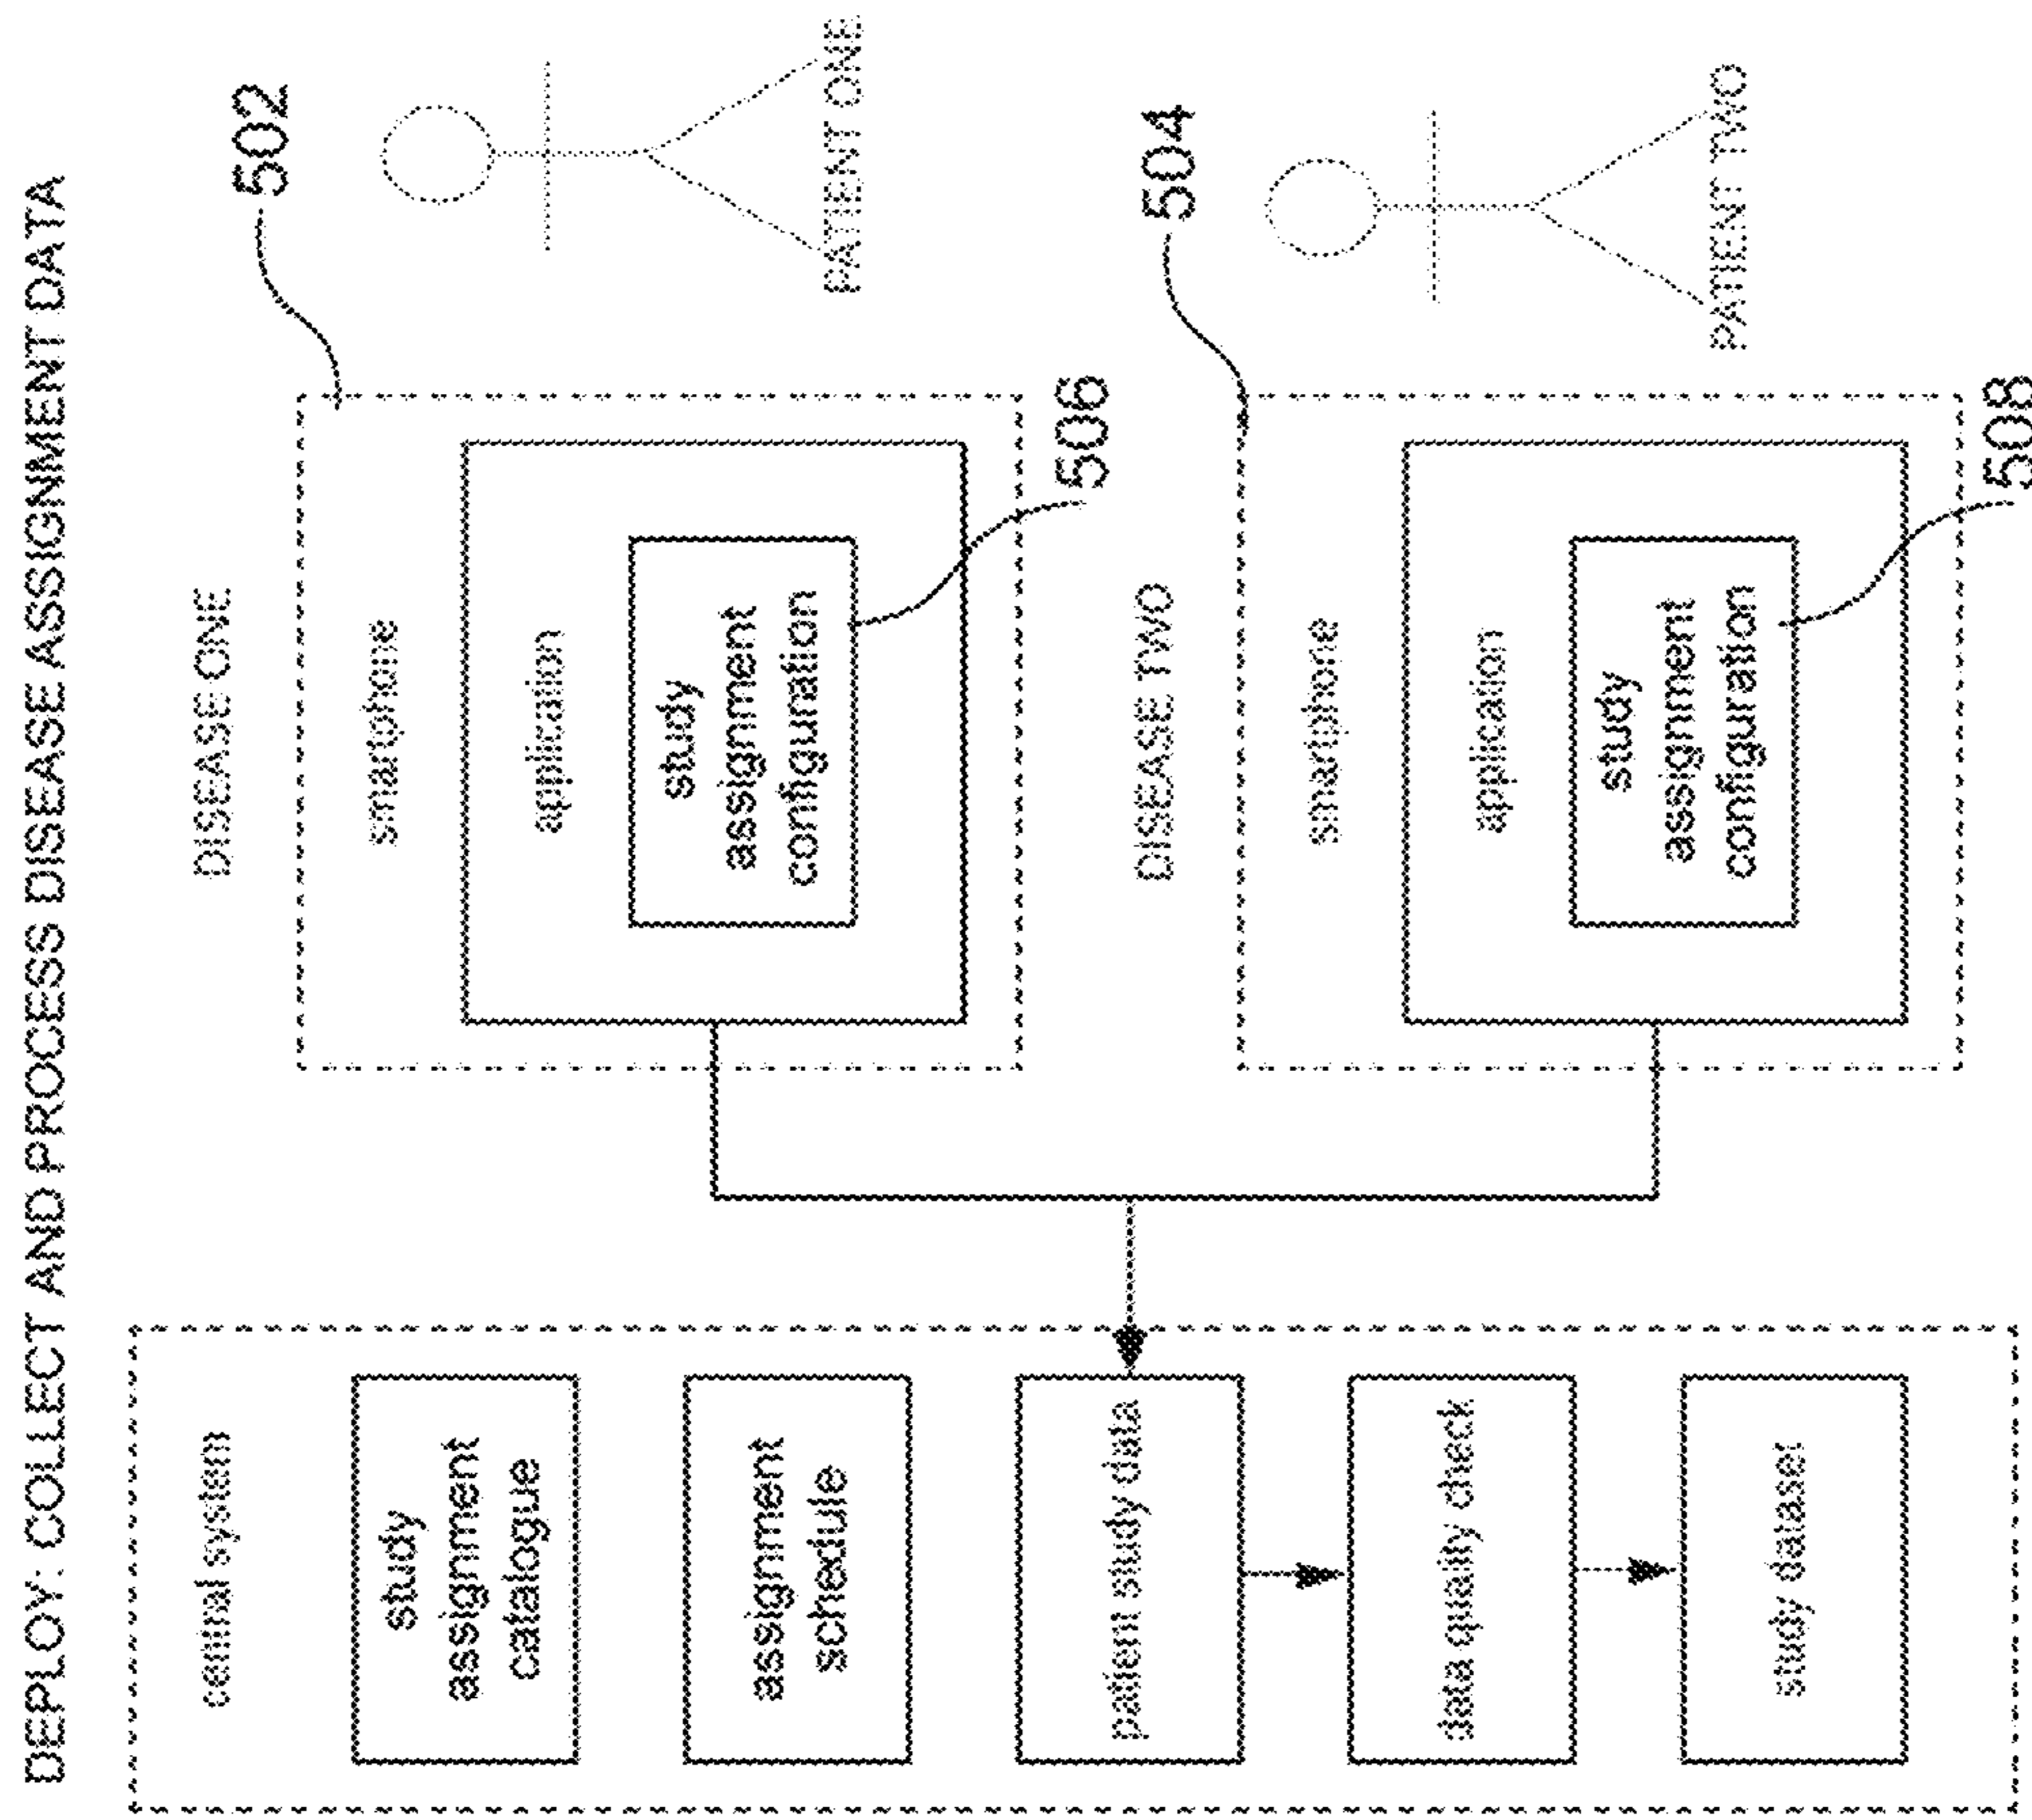 DEPLOY: COLLECT AND PROCESS DISEASE ASSIGNMENT DATA
central system
study
assignment
catalogue
assignment
schedule
patient study data
data quality check
study dataset
DISEASE ONE
smartphone
application
study
assignment
configuration
502
506
PATIENT ONE
DISEASE TWO
smartphone
application
study
assignment
configuration
504
508
PATIENT TWO